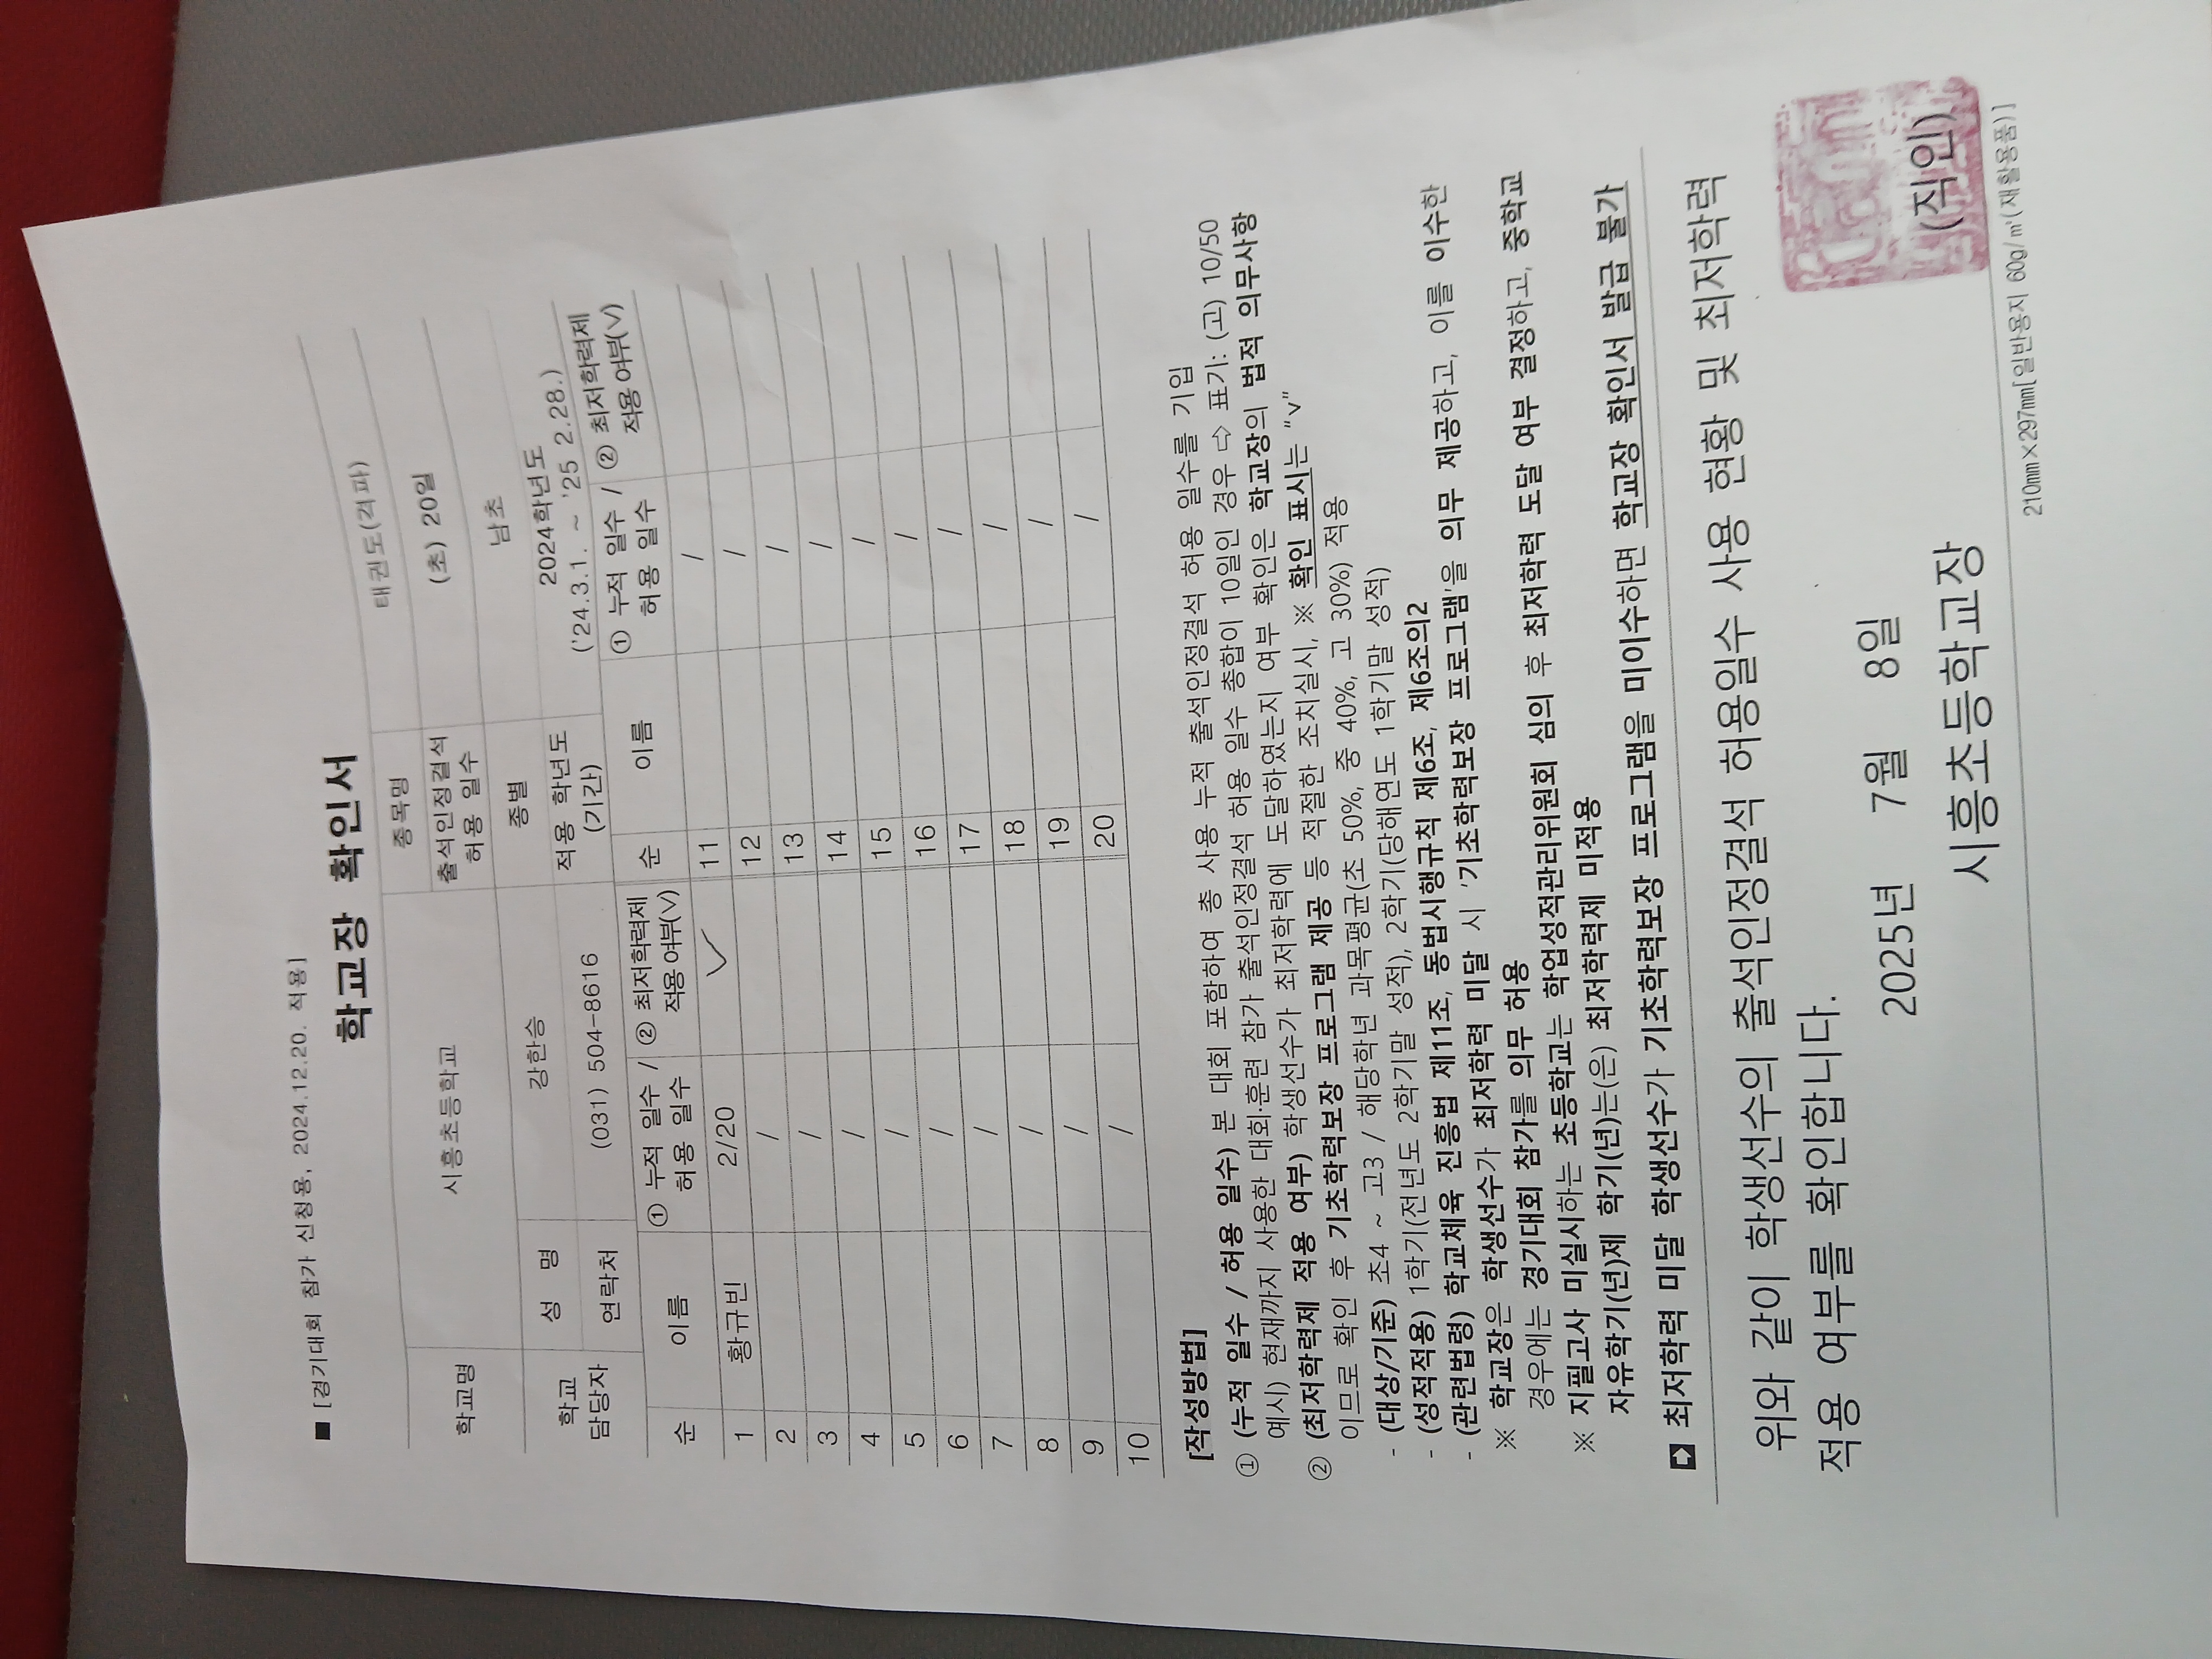 ■ [경기대회 참가 신청용, 2024.12.20. 적용]
학교장 확인서
학교명 시흥초등학교 종목명 태권도(격파)
출석인정결석 허용 일수 (초) 20일
학교 담당자 성 명 강한승 종별 남초
연락처 (031) 504-8616 적용 학년도 (기간) 2024학년도 ('24.3.1. ~ '25 2.28.)
순 이름 ① 누적 일수 / 허용 일수 ② 최저학력제 적용 여부(V) 순 이름 ① 누적 일수 / 허용 일수 ② 최저학력제 적용 여부(V)
1 황규빈 2/20 V 11 /
2 / 12 /
3 / 13 /
4 / 14 /
5 / 15 /
6 / 16 /
7 / 17 /
8 / 18 /
9 / 19 /
10 / 20 /
[작성방법]
① (누적 일수 / 허용 일수) 본 대회 포함하여 총 사용 누적 출석인정결석 허용 일수를 기입
예시) 현재까지 사용한 대회·훈련 참가 출석인정결석 허용 일수 총합이 10일인 경우 ⇨ 표기: (고) 10/50
② (최저학력제 적용 여부) 학생선수가 최저학력에 도달하였는지 여부 확인은 학교장의 법적 의무사항
이므로 확인 후 기초학력보장 프로그램 제공 등 적절한 조치실시, ※ 확인 표시는 "v"
- (대상/기준) 초4 ~ 고3 / 해당학년 과목평균(초 50%, 중 40%, 고 30%) 적용
- (성적적용) 1학기(전년도 2학기말 성적), 2학기(당해연도 1학기말 성적)
- (관련법령) 학교체육 진흥법 제11조, 동법시행규칙 제6조, 제6조의2
※ 학교장은 학생선수가 최저학력 미달 시 '기초학력보장 프로그램'을 의무 제공하고, 이를 이수한
경우에는 경기대회 참가를 의무 허용
※ 지필고사 미실시하는 초등학교는 학업성적관리위원회 심의 후 최저학력 도달 여부 결정하고, 중학교
자유학기(년)제 학기(년)는(은) 최저학력제 미적용
최저학력 미달 학생선수가 기초학력보장 프로그램을 미이수하면 학교장 확인서 발급 불가
위와 같이 학생선수의 출석인정결석 허용일수 사용 현황 및 최저학력
적용 여부를 확인합니다.
2025년 7월 8일
시흥초등학교장 (직인)
210㎜×297㎜[일반용지 60g/㎡(재활용품)]